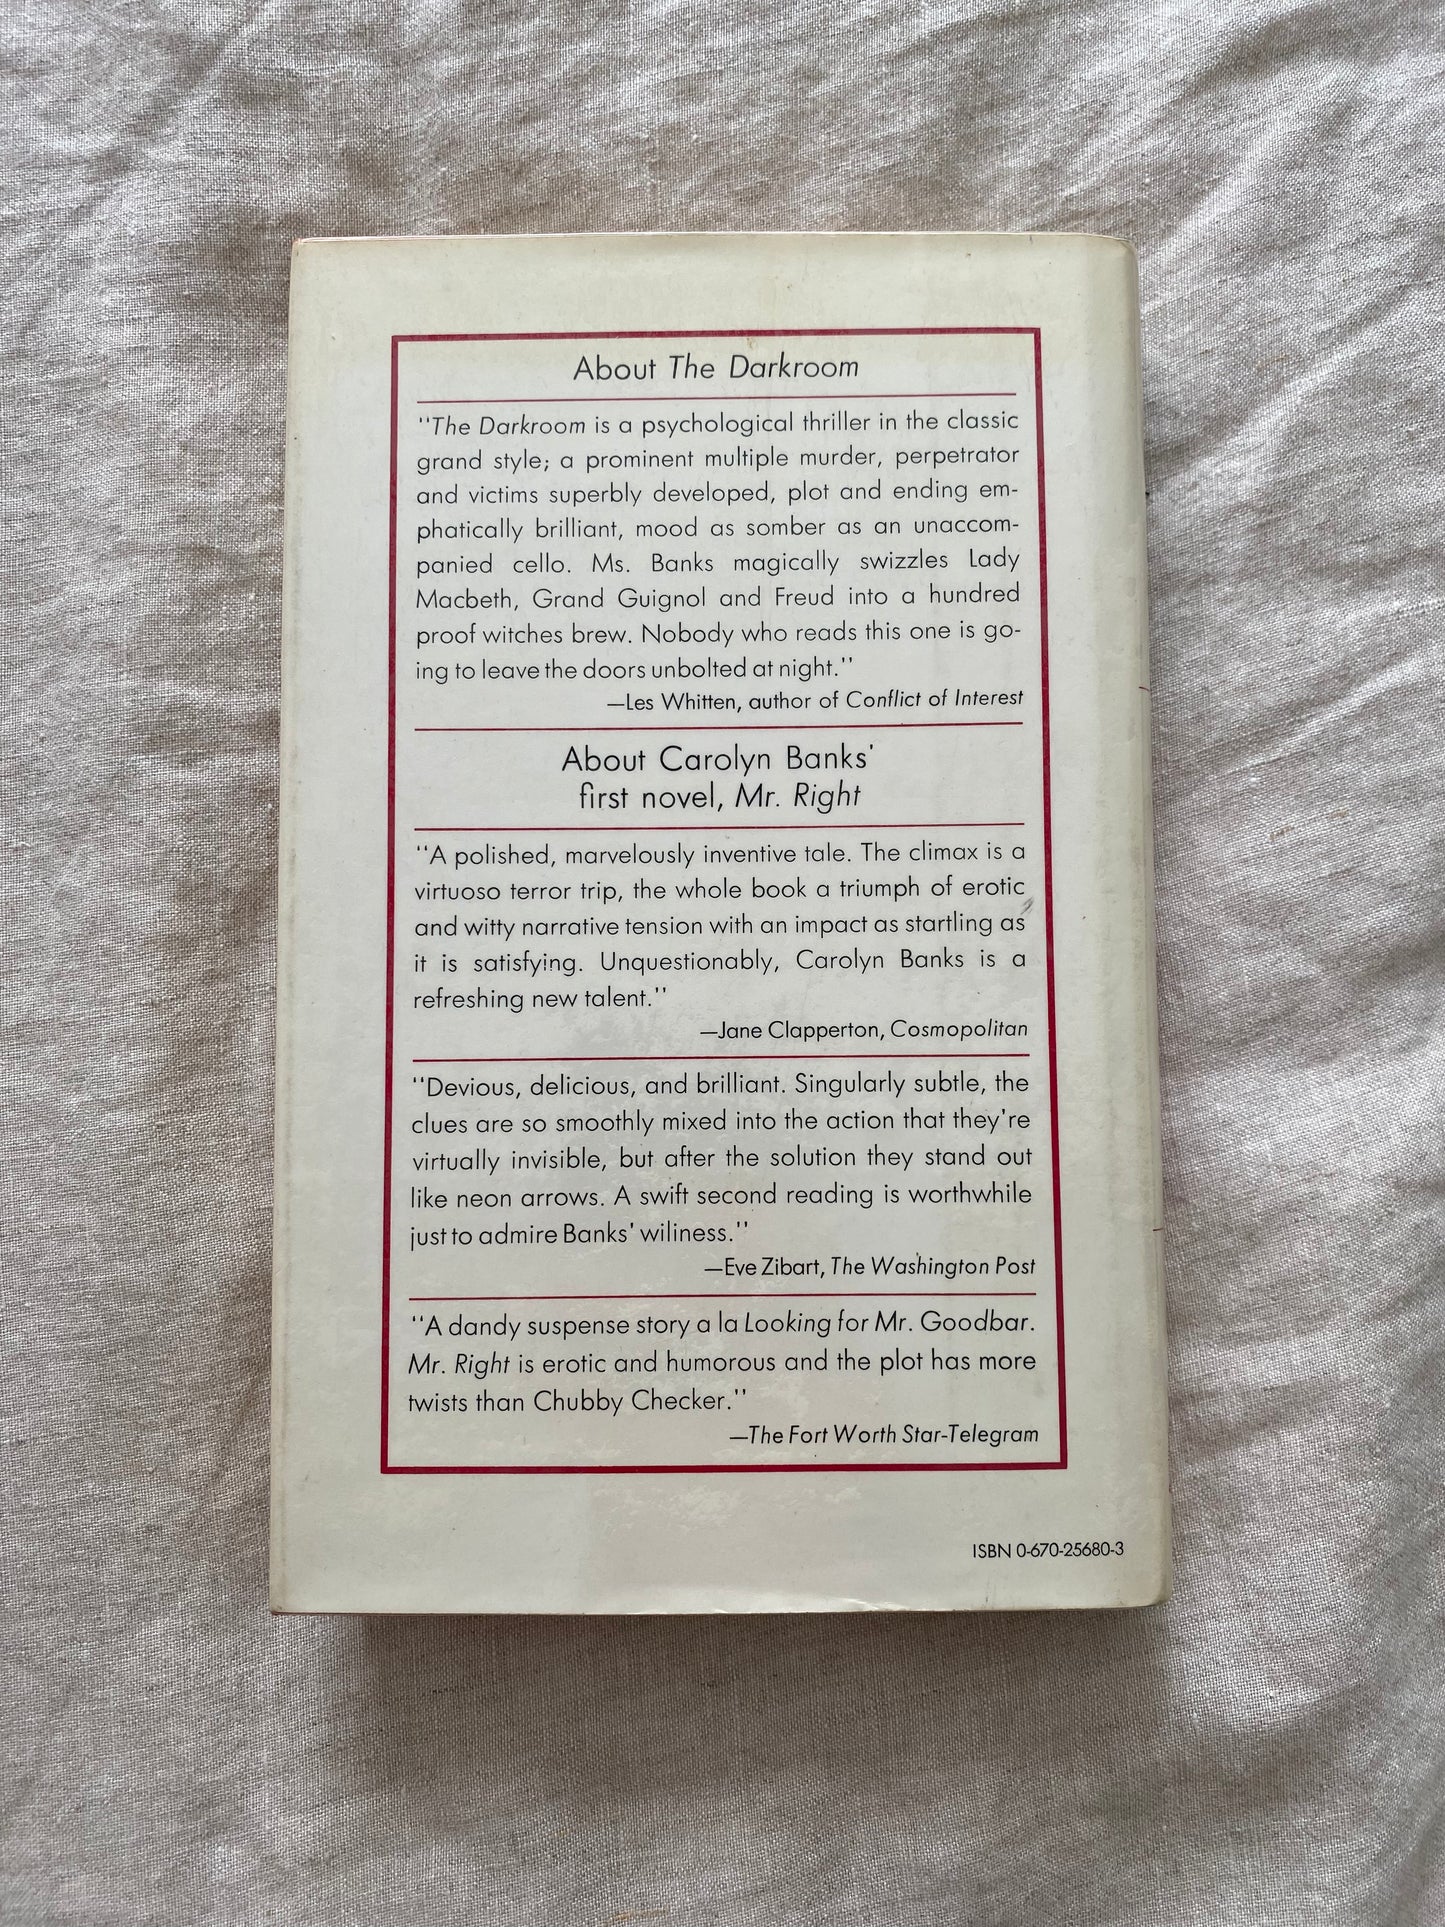 About The Darkroom
"The Darkroom is a psychological thriller in the classic
grand style; a prominent multiple murder, perpetrator
and victims superbly developed, plot and ending em-
phatically brilliant, mood as somber as an unaccom-
panied cello. Ms. Banks magically swizzles Lady
Macbeth, Grand Guignol and Freud into a hundred
proof witches brew. Nobody who reads this one is go-
ing to leave the doors unbolted at night."
—Les Whitten, author of Conflict of Interest
About Carolyn Banks'
first novel, Mr. Right
"A polished, marvelously inventive tale. The climax is a
virtuoso terror trip, the whole book a triumph of erotic
and witty narrative tension with an impact as startling as
it is satisfying. Unquestionably, Carolyn Banks is a
refreshing new talent."
—Jane Clapperton, Cosmopolitan
"Devious, delicious, and brilliant. Singularly subtle, the
clues are so smoothly mixed into the action that they're
virtually invisible, but after the solution they stand out
like neon arrows. A swift second reading is worthwhile
just to admire Banks' wiliness."
—Eve Zibart, The Washington Post
"A dandy suspense story a la Looking for Mr. Goodbar.
Mr. Right is erotic and humorous and the plot has more
twists than Chubby Checker."
—The Fort Worth Star-Telegram
ISBN 0-670-25680-3